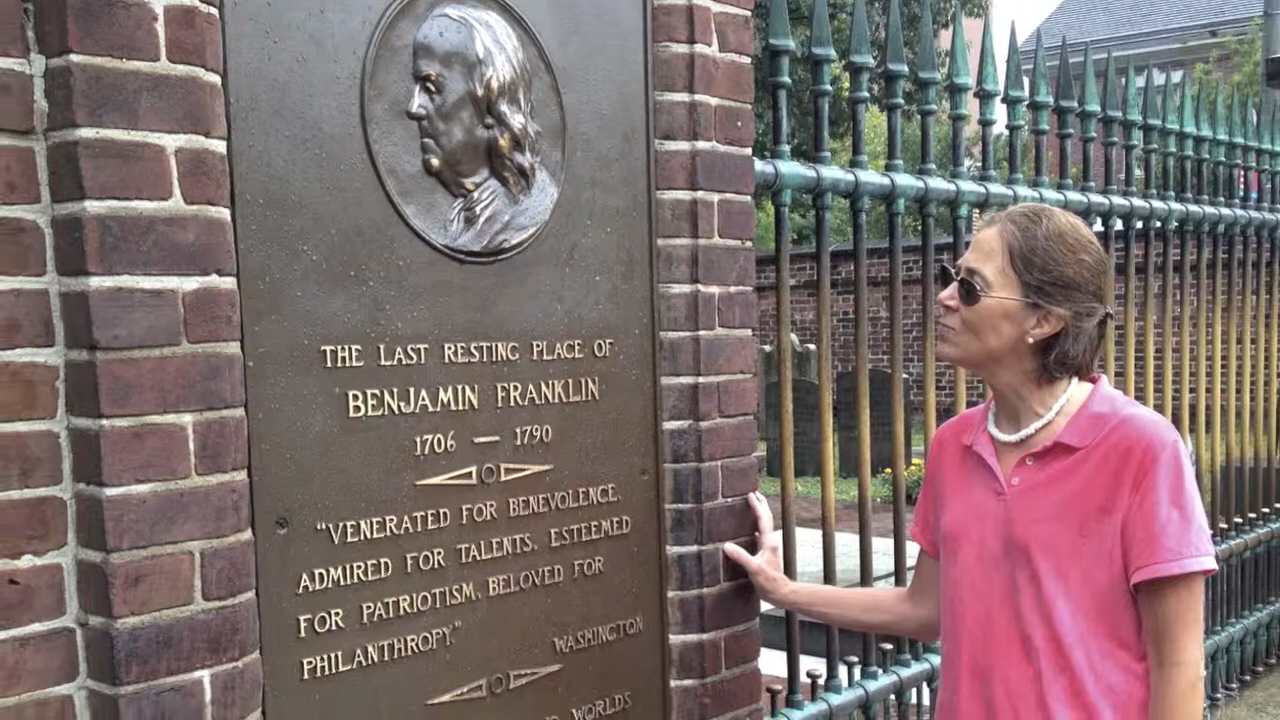 THE LAST RESTING PLACE OF
BENJAMIN FRANKLIN
1706 — 1790
"VENERATED FOR BENEVOLENCE,
ADMIRED FOR TALENTS, ESTEEMED
FOR PATRIOTISM, BELOVED FOR
PHILANTHROPY."
WASHINGTON
WORLDS